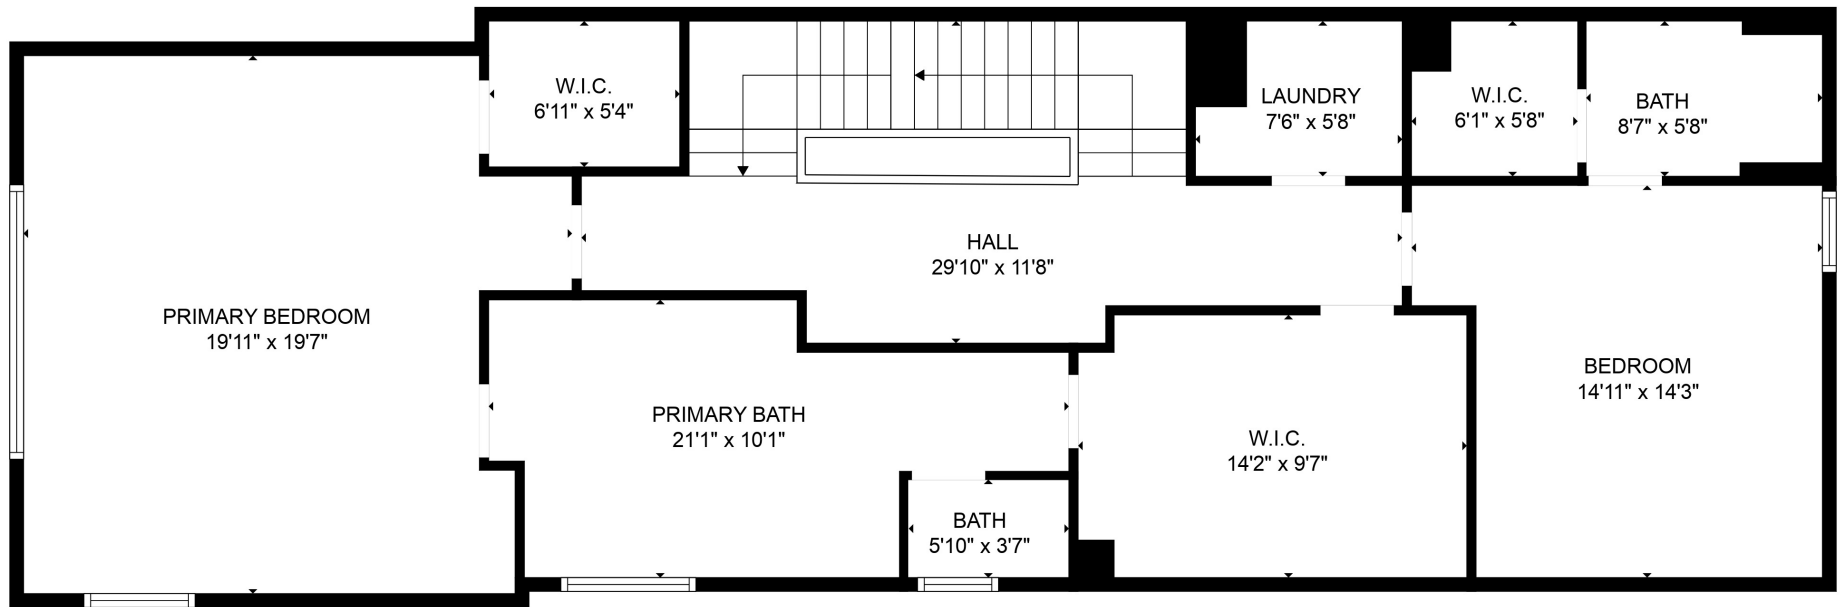 W.I.C.
6'11" x 5'4"
LAUNDRY
7'6" x 5'8"
W.I.C.
6'1" x 5'8"
BATH
8'7" x 5'8"
HALL
29'10" x 11'8"
PRIMARY BEDROOM
19'11" x 19'7"
BEDROOM
14'11" x 14'3"
PRIMARY BATH
21'1" x 10'1"
W.I.C.
14'2" x 9'7"
BATH
5'10" x 3'7"